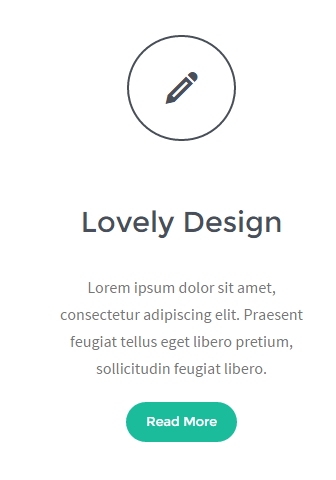 Lovely Design
Lorem ipsum dolor sit amet,
consectetur adipiscing elit. Praesent
feugiat tellus eget libero pretium,
sollicitudin feugiat libero.
Read More